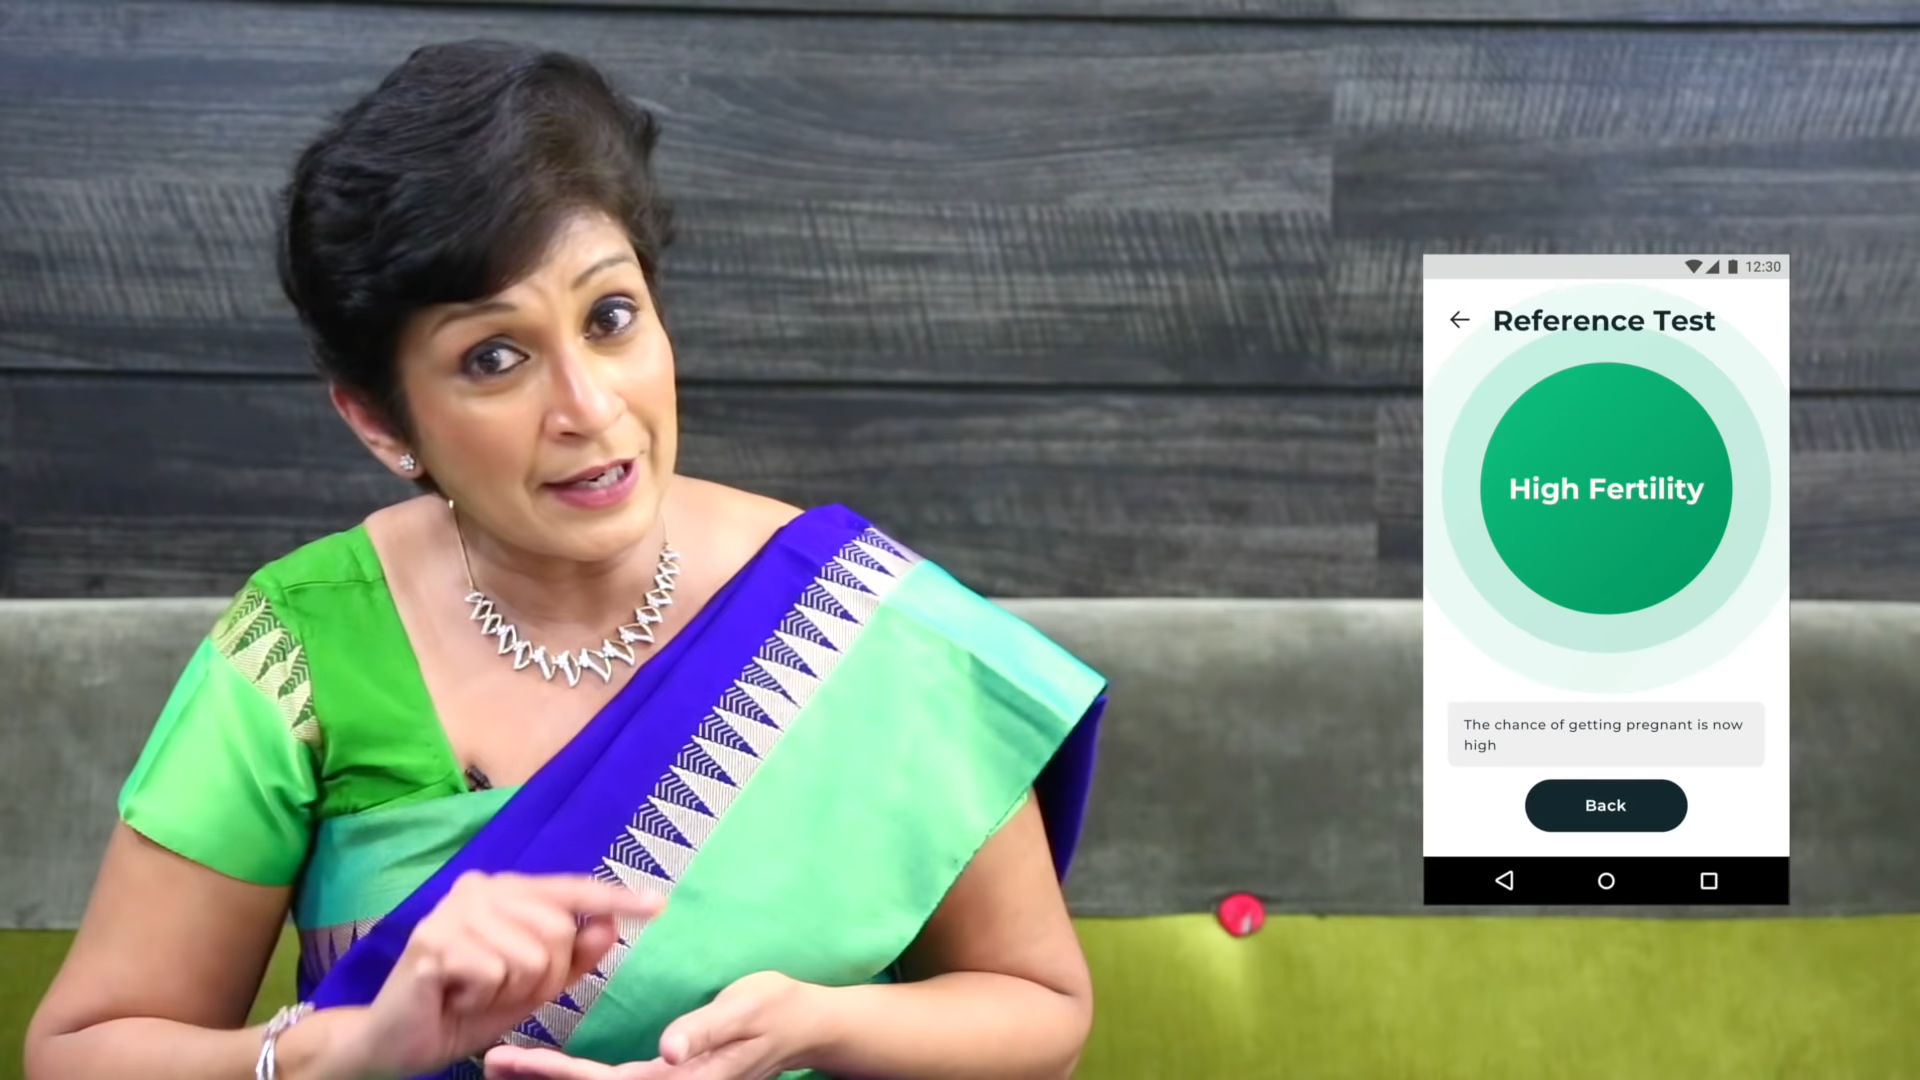 12:30
Reference Test
High Fertility
The chance of getting pregnant is now
high
Back